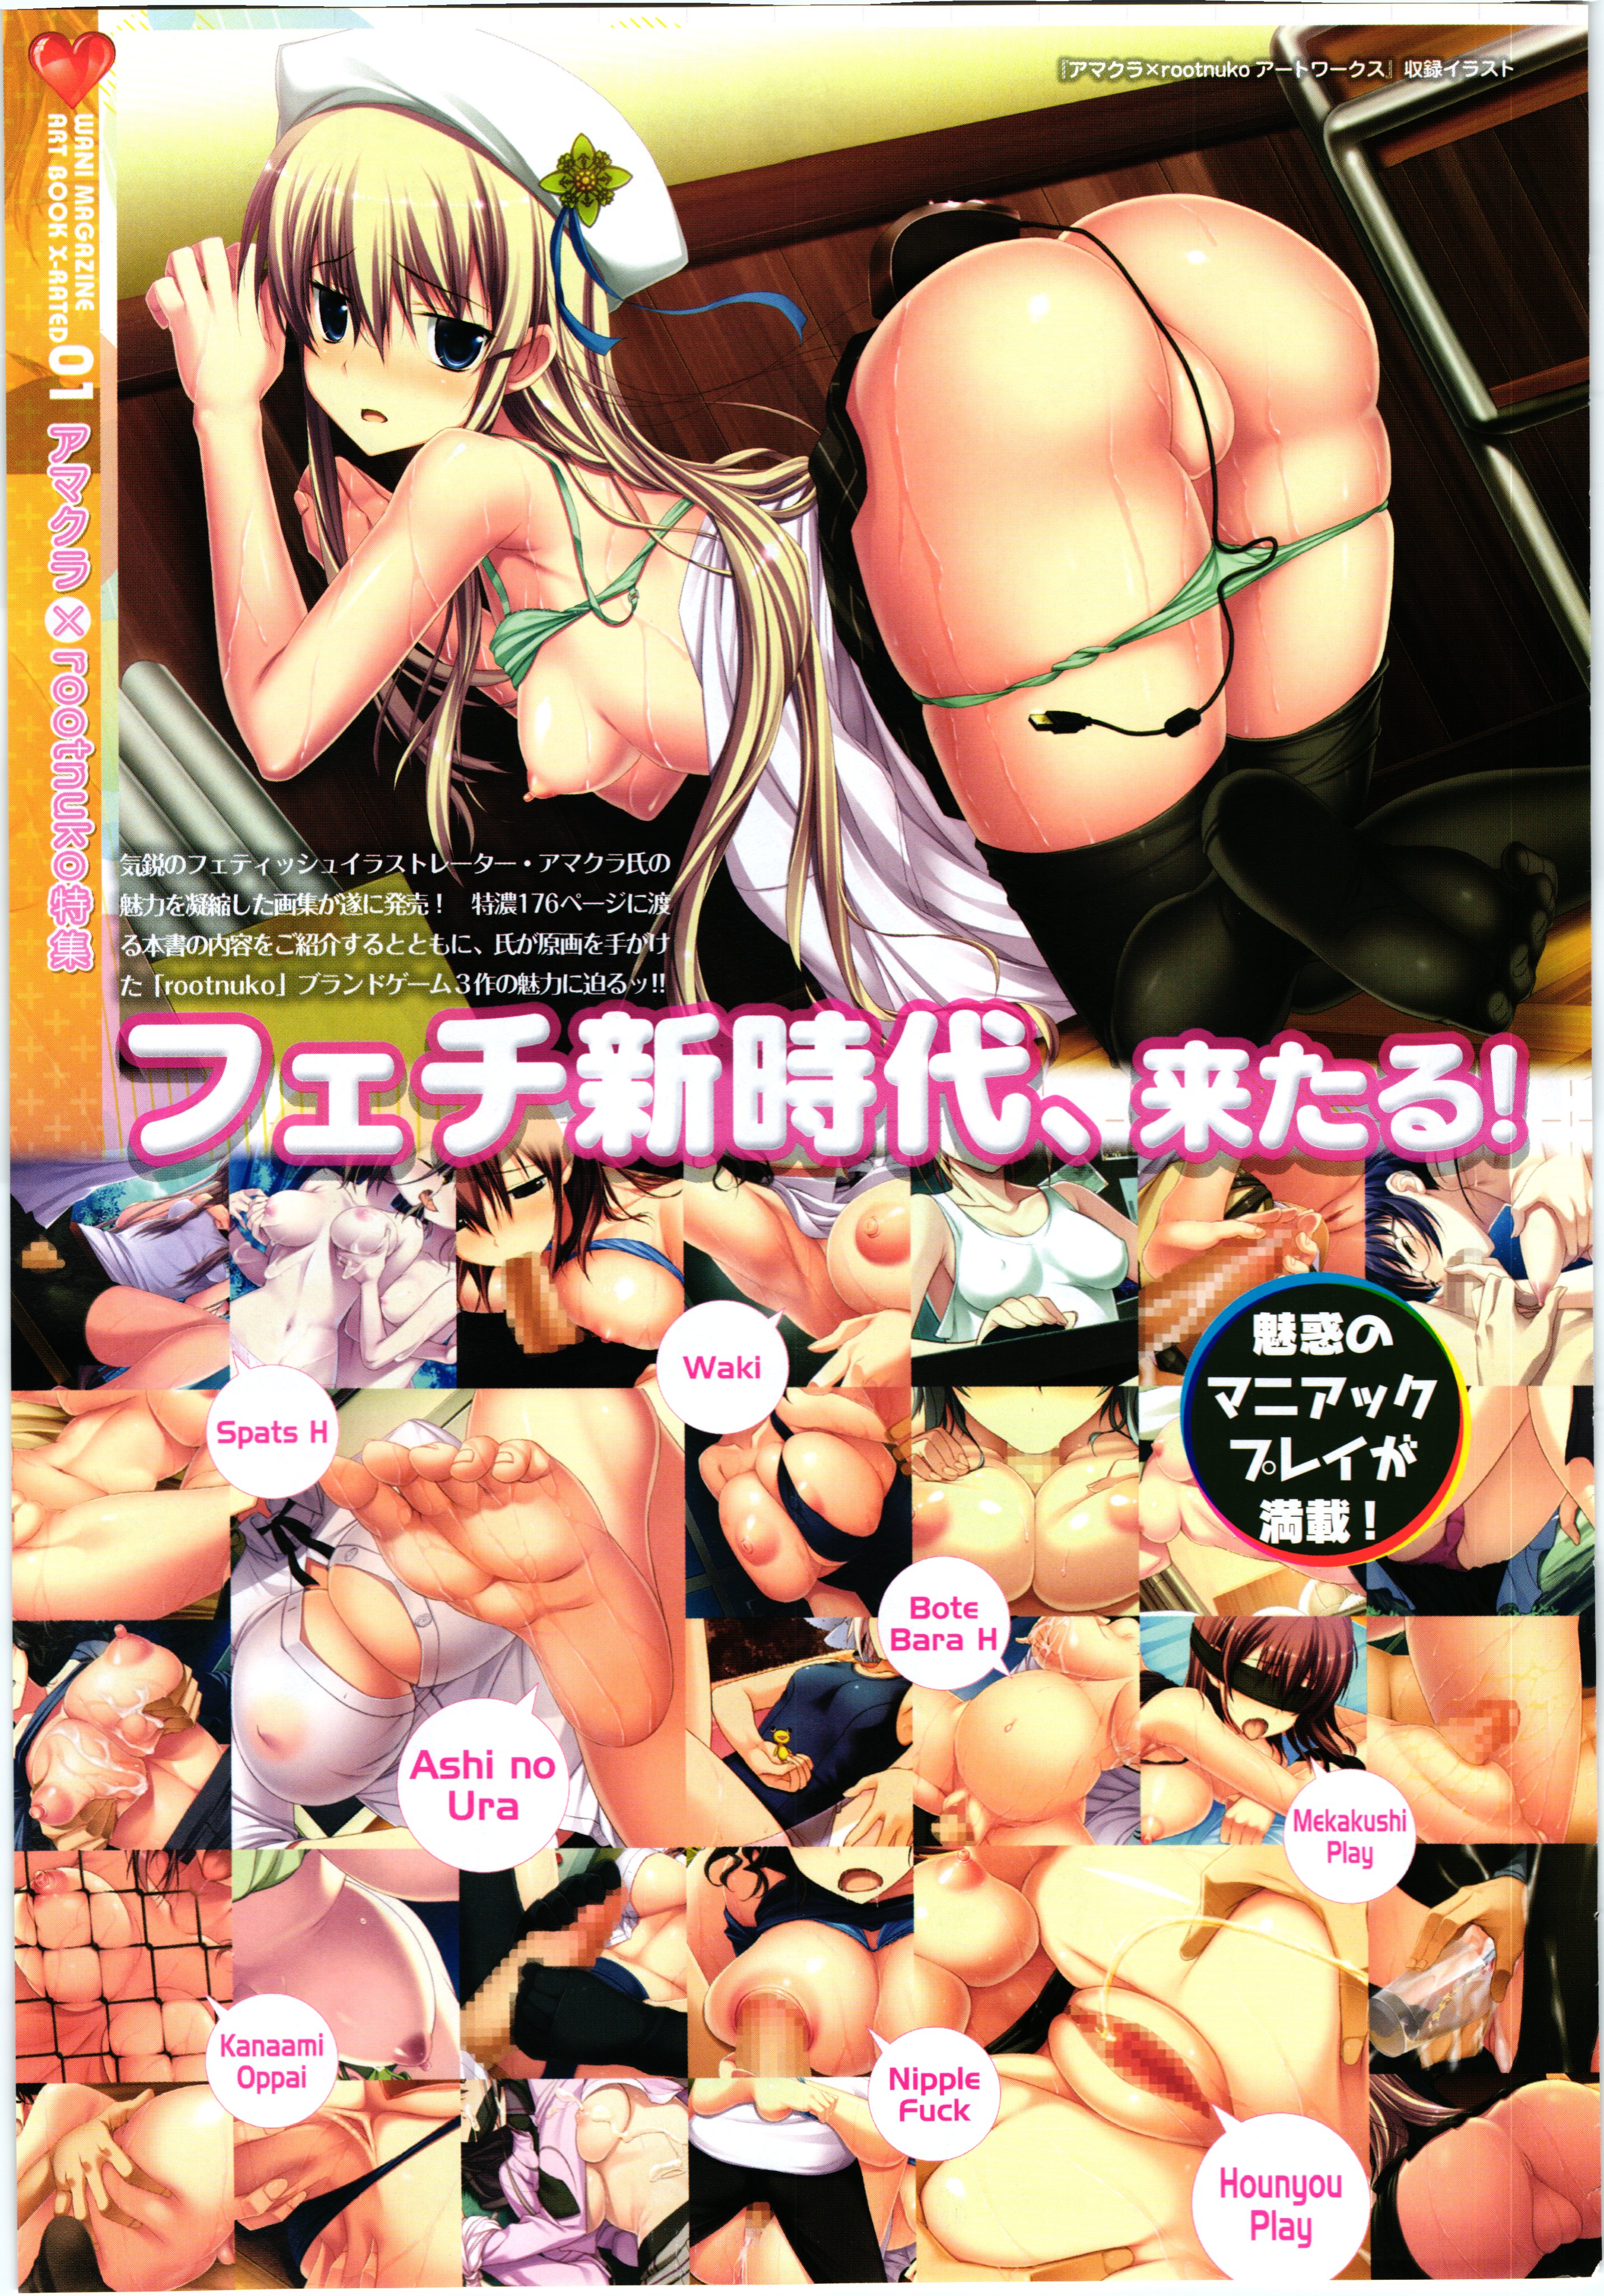 『アマクラ×rootnuko アートワークス』収録イラスト
WANI MAGAZINE
ART BOOK X-RATED 01
アマクラ×rootnuko特集
気鋭のフェティッシュイラストレーター・アマクラ氏の
魅力を凝縮した画集が遂に発売！　特濃176ページに渡
る本書の内容をご紹介するとともに、氏が原画を手がけ
た「rootnuko」ブランドゲーム3作の魅力に迫るッ!!
フェチ新時代、来たる！
魅惑の
マニアック
プレイが
満載！
Waki
Spats H
Bote
Bara H
Ashi no
Ura
Mekakushi
Play
Kanaami
Oppai
Nipple
Fuck
Hounyou
Play